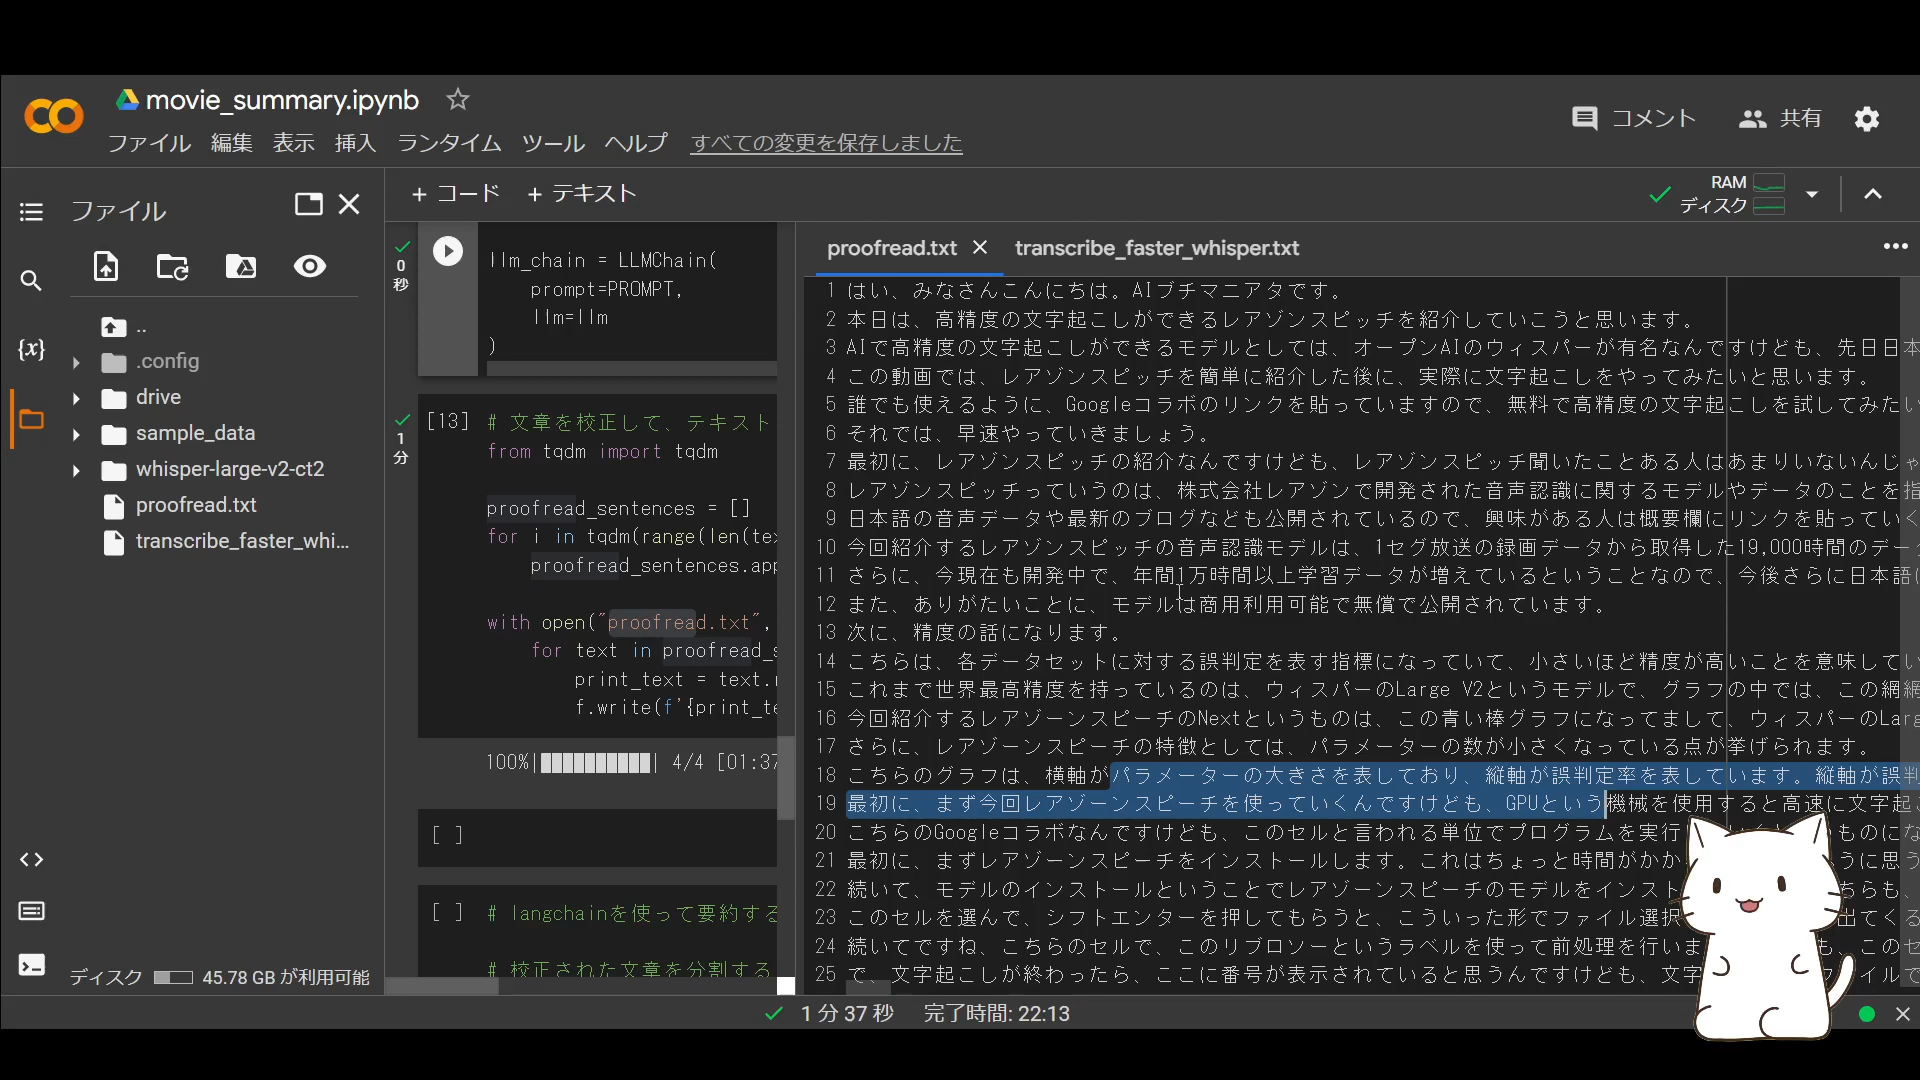 movie_summary.ipynb
ファイル 編集 表示 挿入 ランタイム ツール ヘルプ すべての変更を保存しました
コメント 共有
ファイル
+ コード + テキスト
RAM
ディスク
..
.config
drive
sample_data
whisper-large-v2-ct2
proofread.txt
transcribe_faster_whi...
{x}
ディスク 45.78 GB が利用可能
0
秒
llm_chain = LLMChain(
prompt=PROMPT,
llm=llm
)
1
分
[13] # 文章を校正して、テキスト
from tqdm import tqdm
proofread_sentences = []
for i in tqdm(range(len(te
proofread_sentences.app
with open("proofread.txt",
for text in proofread_s
print_text = text.
f.write(f'{print_te
100%| | 4/4 [01:37
[ ]
[ ] # langchainを使って要約する
# 校正された文章を分割する
proofread.txt transcribe_faster_whisper.txt
1 はい、みなさんこんにちは。AIブチマニアタです。
2 本日は、高精度の文字起こしができるレアゾンスピッチを紹介していこうと思います。
3 AIで高精度の文字起こしができるモデルとしては、オープンAIのウィスパーが有名なんですけども、先日日本
4 この動画では、レアゾンスピッチを簡単に紹介した後に、実際に文字起こしをやってみたいと思います。
5 誰でも使えるように、Googleコラボのリンクを貼っていますので、無料で高精度の文字起こしを試してみたい
6 それでは、早速やっていきましょう。
7 最初に、レアゾンスピッチの紹介なんですけども、レアゾンスピッチ聞いたことある人はあまりいないんじゃ
8 レアゾンスピッチっていうのは、株式会社レアゾンで開発された音声認識に関するモデルやデータのことを指
9 日本語の音声データや最新のブログなども公開されているので、興味がある人は概要欄にリンクを貼っていく
10 今回紹介するレアゾンスピッチの音声認識モデルは、1セグ放送の録画データから取得した19,000時間のデー
11 さらに、今現在も開発中で、年間1万時間以上学習データが増えているということなので、今後さらに日本語
12 また、ありがたいことに、モデルは商用利用可能で無償で公開されています。
13 次に、精度の話になります。
14 こちらは、各データセットに対する誤判定を表す指標になっていて、小さいほど精度が高いことを意味してい
15 これまで世界最高精度を持っているのは、ウィスパーのLarge V2というモデルで、グラフの中では、この網
16 今回紹介するレアゾーンスピーチのNextというものは、この青い棒グラフになってまして、ウィスパーのLar
17 さらに、レアゾーンスピーチの特徴としては、パラメーターの数が小さくなっている点が挙げられます。
18 こちらのグラフは、横軸がパラメーターの大きさを表しており、縦軸が誤判定率を表しています。縦軸が誤判
19 最初に、まず今回レアゾーンスピーチを使っていくんですけども、GPUという機械を使用すると高速に文字起
20 こちらのGoogleコラボなんですけども、このセルと言われる単位でプログラムを実行 ものにな
21 最初に、まずレアゾーンスピーチをインストールします。これはちょっと時間がかか うに思う
22 続いて、モデルのインストールということでレアゾーンスピーチのモデルをインスト ちらも、
23 このセルを選んで、シフトエンターを押してもらうと、こういった形でファイル選択 出てくる
24 続いてですね、こちらのセルで、このリブロソーというラベルを使って前処理を行いま も、このセ
25 で、文字起こしが終わったら、ここに番号が表示されていると思うんですけども、文字 イルで
1 分 37 秒 完了時間: 22:13